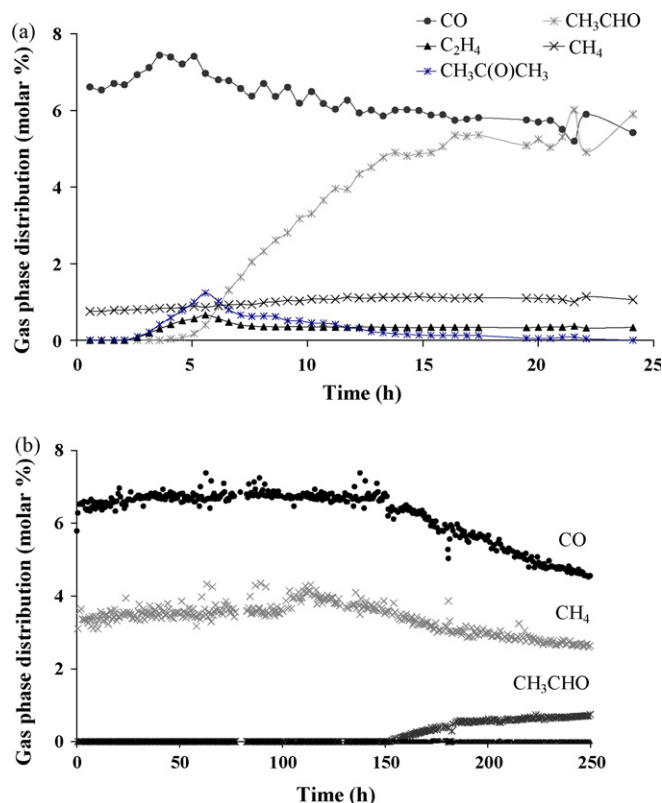 (a)
CO
CH₃CHO
C₂H₄
CH₄
CH₃C(O)CH₃
Gas phase distribution (molar %)
8
6
4
2
0
0 5 10 15 20 25
Time (h)
(b)
Gas phase distribution (molar %)
8
6
4
2
0
CO
CH₄
CH₃CHO
0 50 100 150 200 250
Time (h)